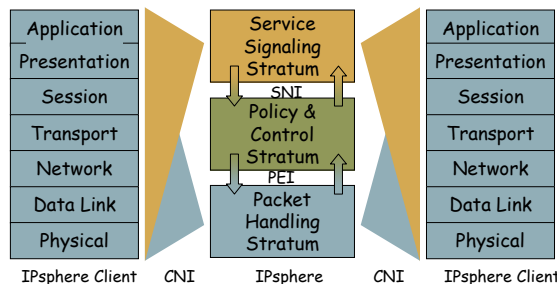 Application
Presentation
Session
Transport
Network
Data Link
Physical
Service
Signaling
Stratum
SNI
Policy &
Control
Stratum
PEI
Packet
Handling
Stratum
Application
Presentation
Session
Transport
Network
Data Link
Physical
IPsphere Client
CNI
IPsphere
CNI
IPsphere Client